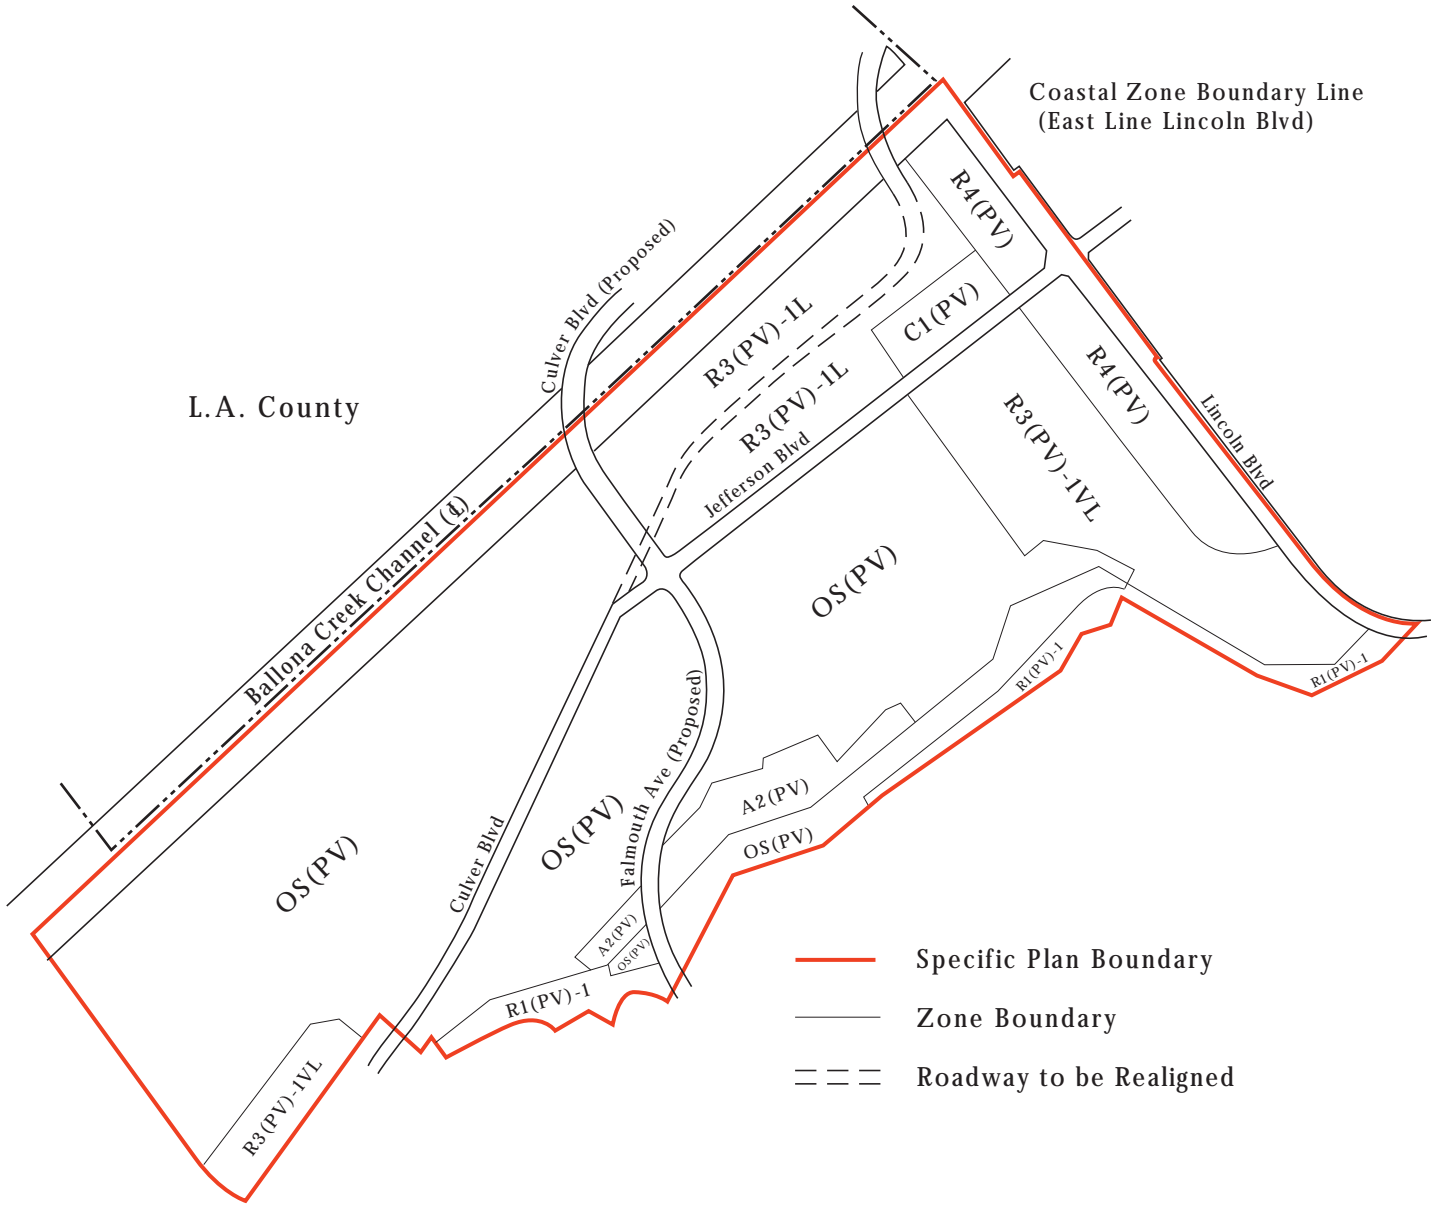 Coastal Zone Boundary Line
(East Line Lincoln Blvd)
R4(PV)
Culver Blvd (Proposed)
C1(PV)
R3(PV)-1L
R3(PV)-1L
R4(PV)
L.A. County
R3(PV)-1VL
Lincoln Blvd
Jefferson Blvd
Ballona Creek Channel (℄)
OS(PV)
R1(PV)-1
R1(PV)-1
Falmouth Ave (Proposed)
A2(PV)
OS(PV)
OS(PV)
OS(PV)
Culver Blvd
A2(PV)
OS(PV)
R1(PV)-1
R3(PV)-1VL
Specific Plan Boundary
Zone Boundary
Roadway to be Realigned